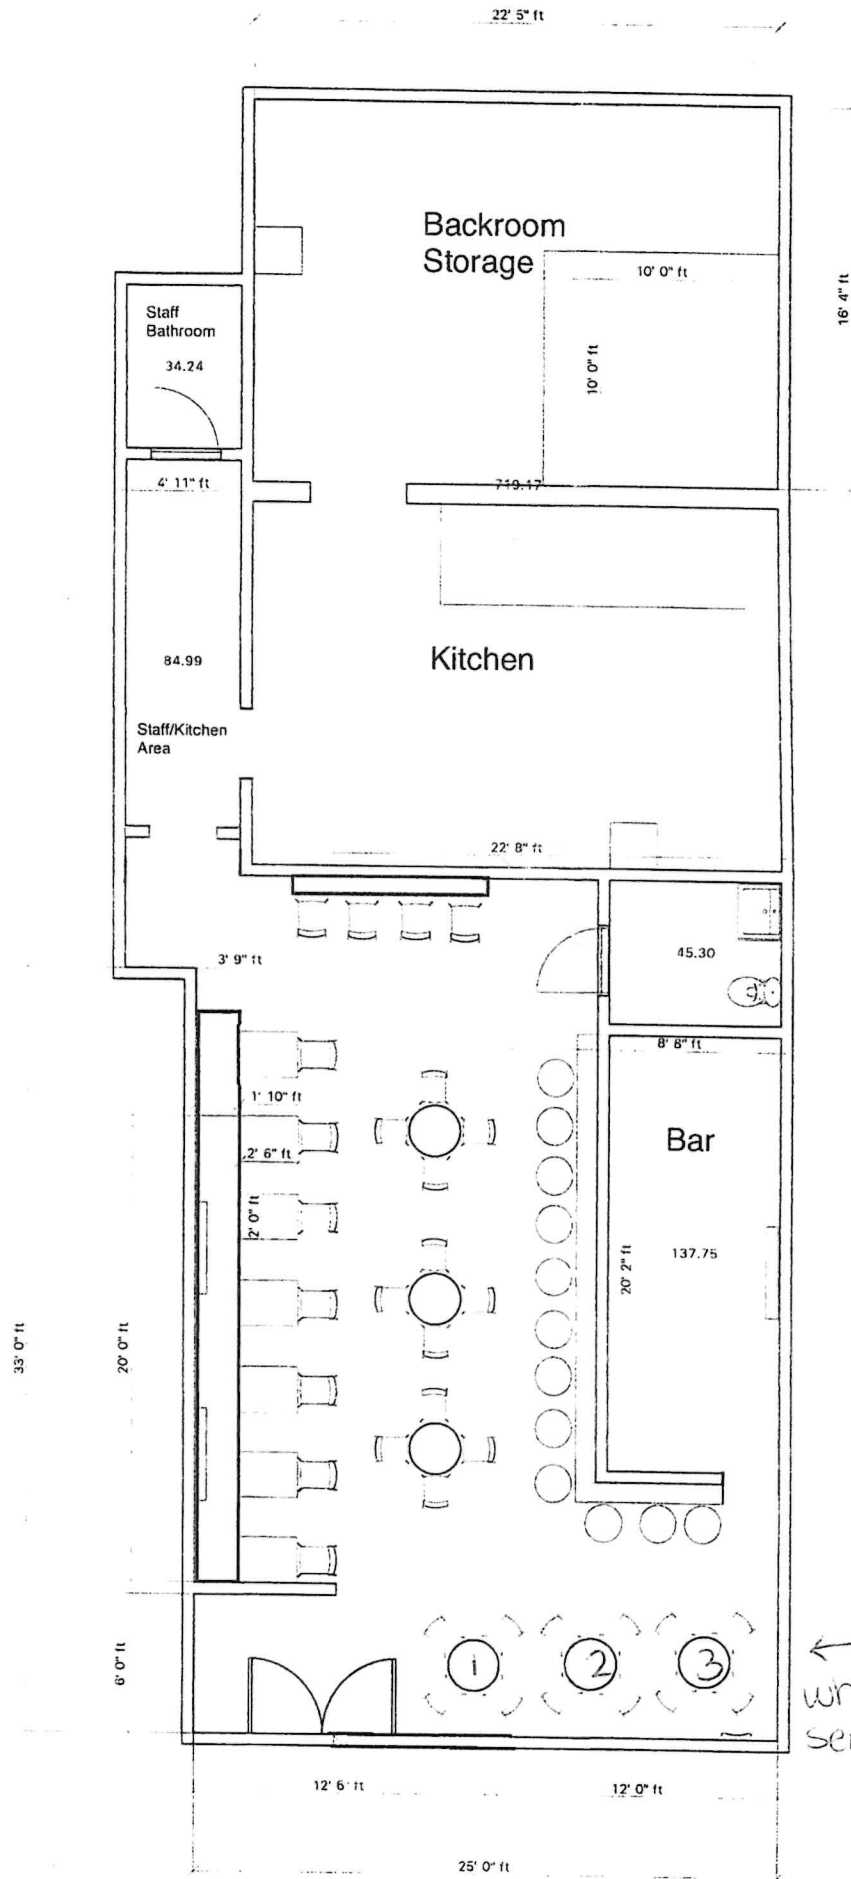 22' 5" ft
Backroom
Storage
10' 0" ft
16' 4" ft
Staff
Bathroom
34.24
10' 0" ft
4' 11" ft
719.17
84.99
Kitchen
Staff/Kitchen
Area
22' 8" ft
3' 9" ft
45.30
8' 6" ft
1' 10" ft
Bar
2' 6" ft
2' 0" ft
137.75
20' 2" ft
33' 0" ft
20' 0" ft
6' 0" ft
1
2
3
12' 6" ft
12' 0" ft
25' 0" ft